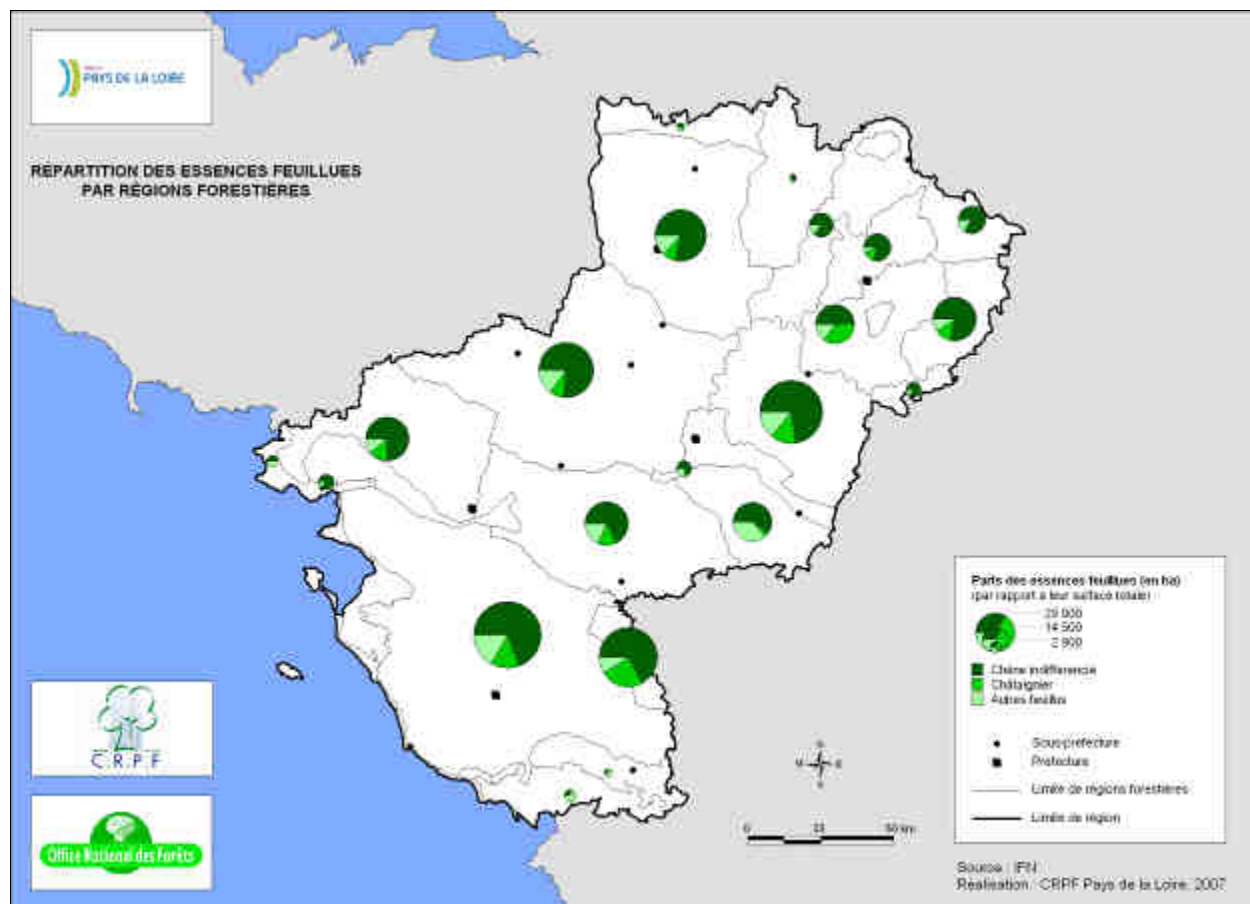 PAYS DE LA LOIRE
RÉPARTITION DES ESSENCES FEUILLUES
PAR RÉGIONS FORESTIÈRES
C.R.P.F
Office National des Forêts
Parts des essences feuillues (en ha)
(par rapport à leur surface totale)
14 500
2 900
Chêne indifférencié
Châtaignier
Autres feuillus
Sous-préfecture
Préfecture
Limite de régions forestières
Limite de région
0
50 km
Source : IFN
Réalisation : CRPF Pays de la Loire, 2007